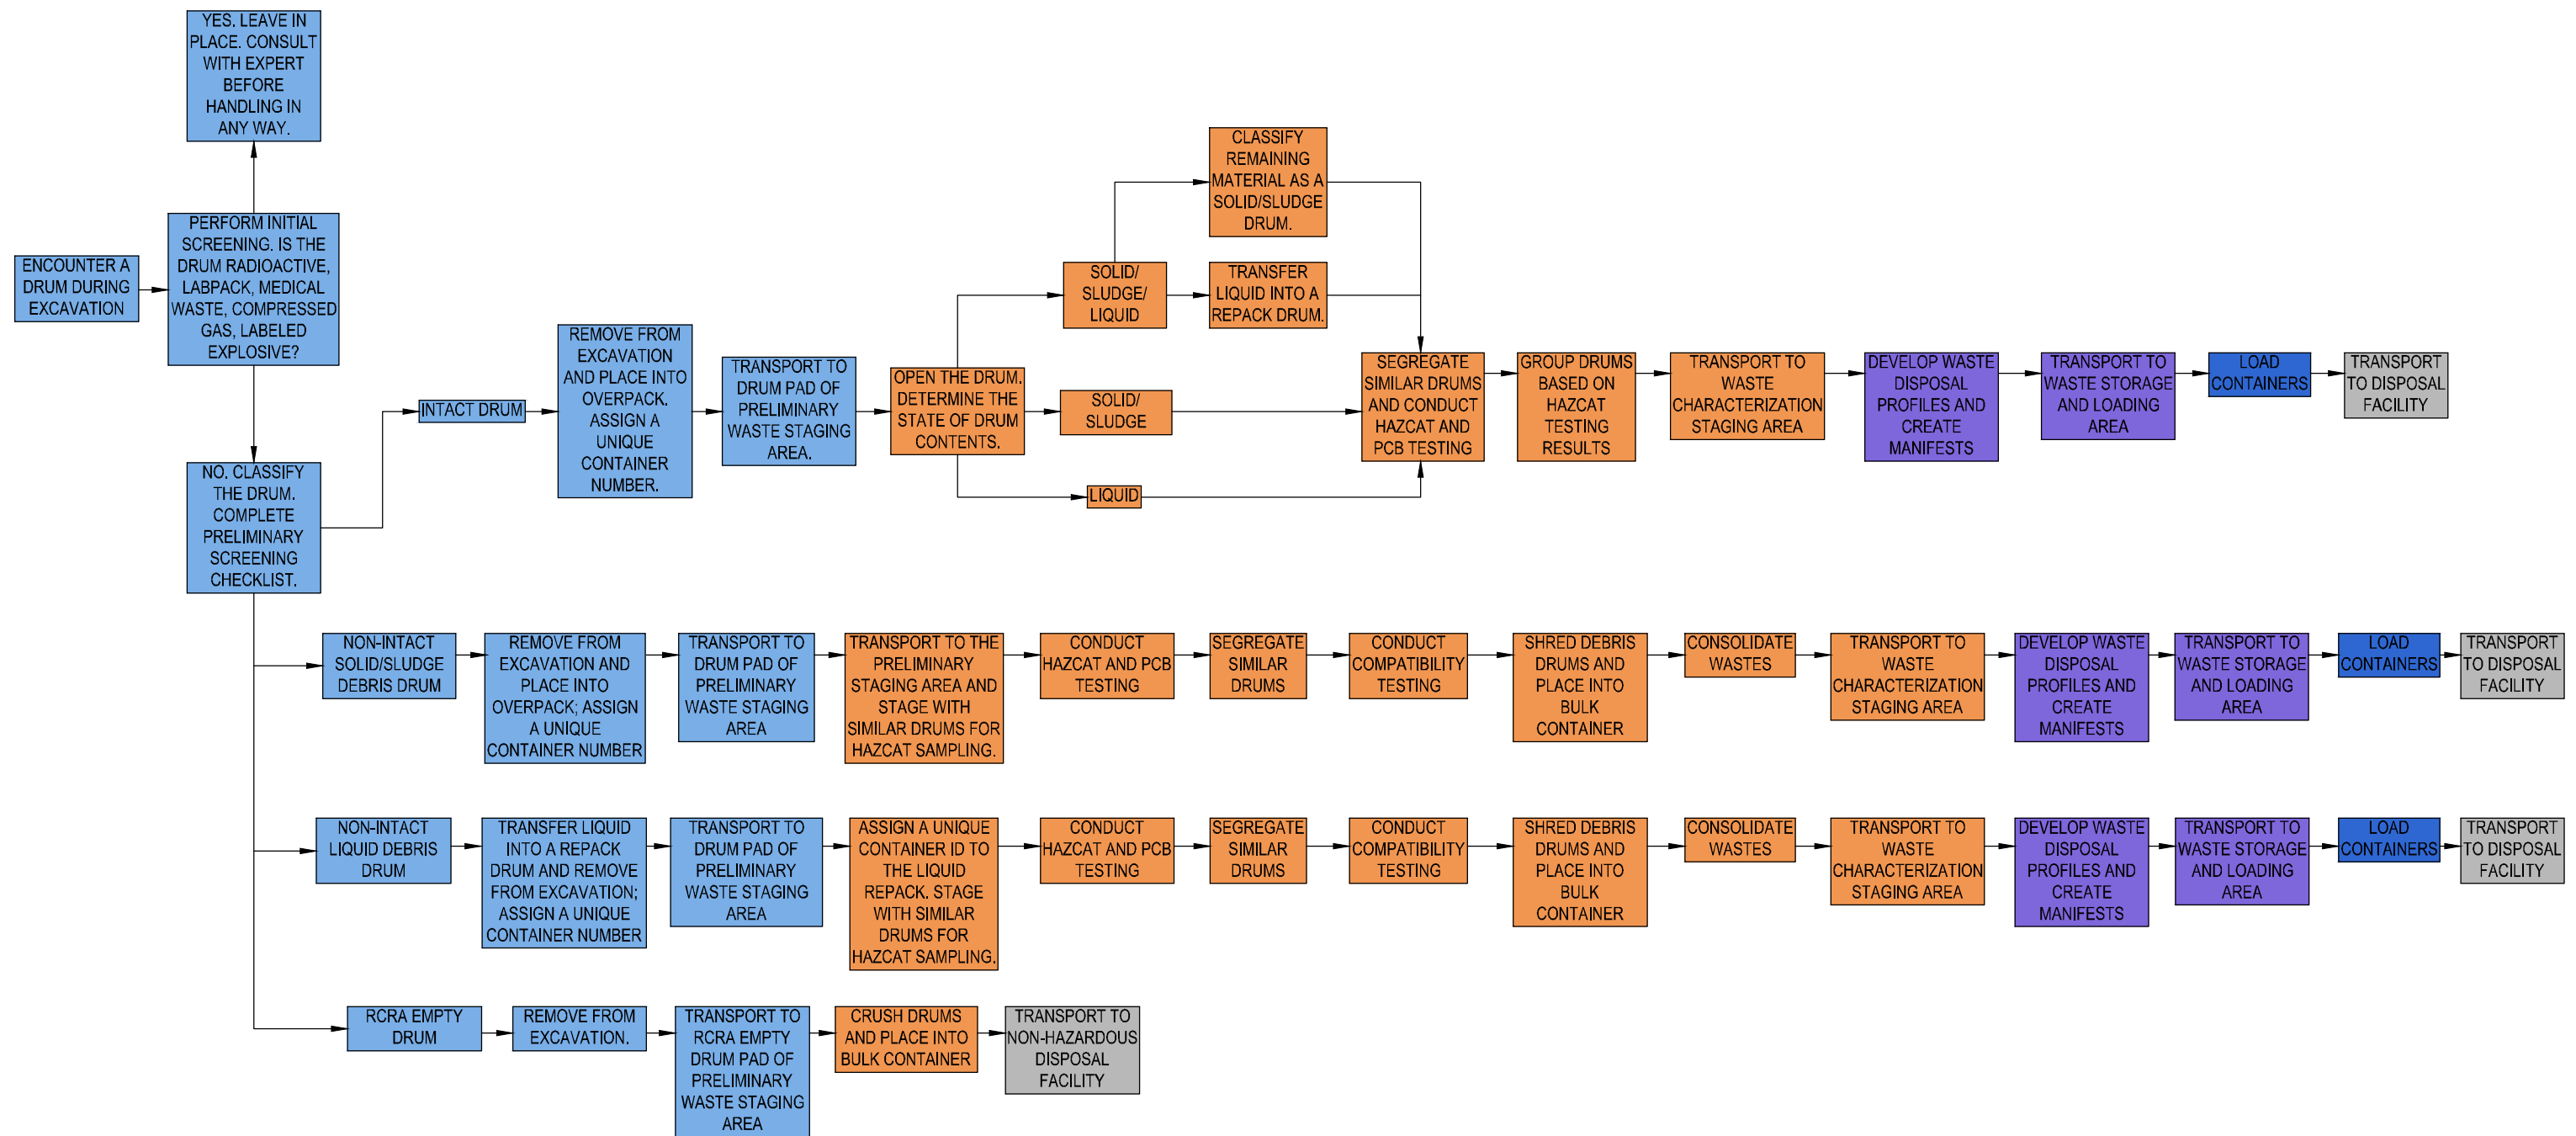 YES. LEAVE IN
PLACE. CONSULT
WITH EXPERT
BEFORE
HANDLING IN
ANY WAY.
ENCOUNTER A
DRUM DURING
EXCAVATION
PERFORM INITIAL
SCREENING. IS THE
DRUM RADIOACTIVE,
LABPACK, MEDICAL
WASTE, COMPRESSED
GAS, LABELED
EXPLOSIVE?
NO. CLASSIFY
THE DRUM.
COMPLETE
PRELIMINARY
SCREENING
CHECKLIST.
INTACT DRUM
REMOVE FROM
EXCAVATION
AND PLACE INTO
OVERPACK.
ASSIGN A
UNIQUE
CONTAINER
NUMBER.
TRANSPORT TO
DRUM PAD OF
PRELIMINARY
WASTE STAGING
AREA.
OPEN THE DRUM.
DETERMINE THE
STATE OF DRUM
CONTENTS.
SOLID/
SLUDGE/
LIQUID
CLASSIFY
REMAINING
MATERIAL AS A
SOLID/SLUDGE
DRUM.
TRANSFER
LIQUID INTO A
REPACK DRUM.
SOLID/
SLUDGE
LIQUID
SEGREGATE
SIMILAR DRUMS
AND CONDUCT
HAZCAT AND
PCB TESTING
GROUP DRUMS
BASED ON
HAZCAT
TESTING
RESULTS
TRANSPORT TO
WASTE
CHARACTERIZATION
STAGING AREA
DEVELOP WASTE
DISPOSAL
PROFILES AND
CREATE
MANIFESTS
TRANSPORT TO
WASTE STORAGE
AND LOADING
AREA
LOAD
CONTAINERS
TRANSPORT
TO DISPOSAL
FACILITY
NON-INTACT
SOLID/SLUDGE
DEBRIS DRUM
REMOVE FROM
EXCAVATION AND
PLACE INTO
OVERPACK; ASSIGN
A UNIQUE
CONTAINER NUMBER
TRANSPORT TO
DRUM PAD OF
PRELIMINARY
WASTE STAGING
AREA
TRANSPORT TO THE
PRELIMINARY
STAGING AREA AND
STAGE WITH
SIMILAR DRUMS FOR
HAZCAT SAMPLING.
CONDUCT
HAZCAT AND PCB
TESTING
SEGREGATE
SIMILAR
DRUMS
CONDUCT
COMPATIBILITY
TESTING
SHRED DEBRIS
DRUMS AND
PLACE INTO
BULK
CONTAINER
CONSOLIDATE
WASTES
TRANSPORT TO
WASTE
CHARACTERIZATION
STAGING AREA
DEVELOP WASTE
DISPOSAL
PROFILES AND
CREATE
MANIFESTS
TRANSPORT TO
WASTE STORAGE
AND LOADING
AREA
LOAD
CONTAINERS
TRANSPORT
TO DISPOSAL
FACILITY
NON-INTACT
LIQUID DEBRIS
DRUM
TRANSFER LIQUID
INTO A REPACK
DRUM AND REMOVE
FROM EXCAVATION;
ASSIGN A UNIQUE
CONTAINER NUMBER
TRANSPORT TO
DRUM PAD OF
PRELIMINARY
WASTE STAGING
AREA
ASSIGN A UNIQUE
CONTAINER ID TO
THE LIQUID
REPACK. STAGE
WITH SIMILAR
DRUMS FOR
HAZCAT SAMPLING.
CONDUCT
HAZCAT AND PCB
TESTING
SEGREGATE
SIMILAR
DRUMS
CONDUCT
COMPATIBILITY
TESTING
SHRED DEBRIS
DRUMS AND
PLACE INTO
BULK
CONTAINER
CONSOLIDATE
WASTES
TRANSPORT TO
WASTE
CHARACTERIZATION
STAGING AREA
DEVELOP WASTE
DISPOSAL
PROFILES AND
CREATE
MANIFESTS
TRANSPORT TO
WASTE STORAGE
AND LOADING
AREA
LOAD
CONTAINERS
TRANSPORT
TO DISPOSAL
FACILITY
RCRA EMPTY
DRUM
REMOVE FROM
EXCAVATION.
TRANSPORT TO
RCRA EMPTY
DRUM PAD OF
PRELIMINARY
WASTE STAGING
AREA
CRUSH DRUMS
AND PLACE INTO
BULK CONTAINER
TRANSPORT TO
NON-HAZARDOUS
DISPOSAL
FACILITY